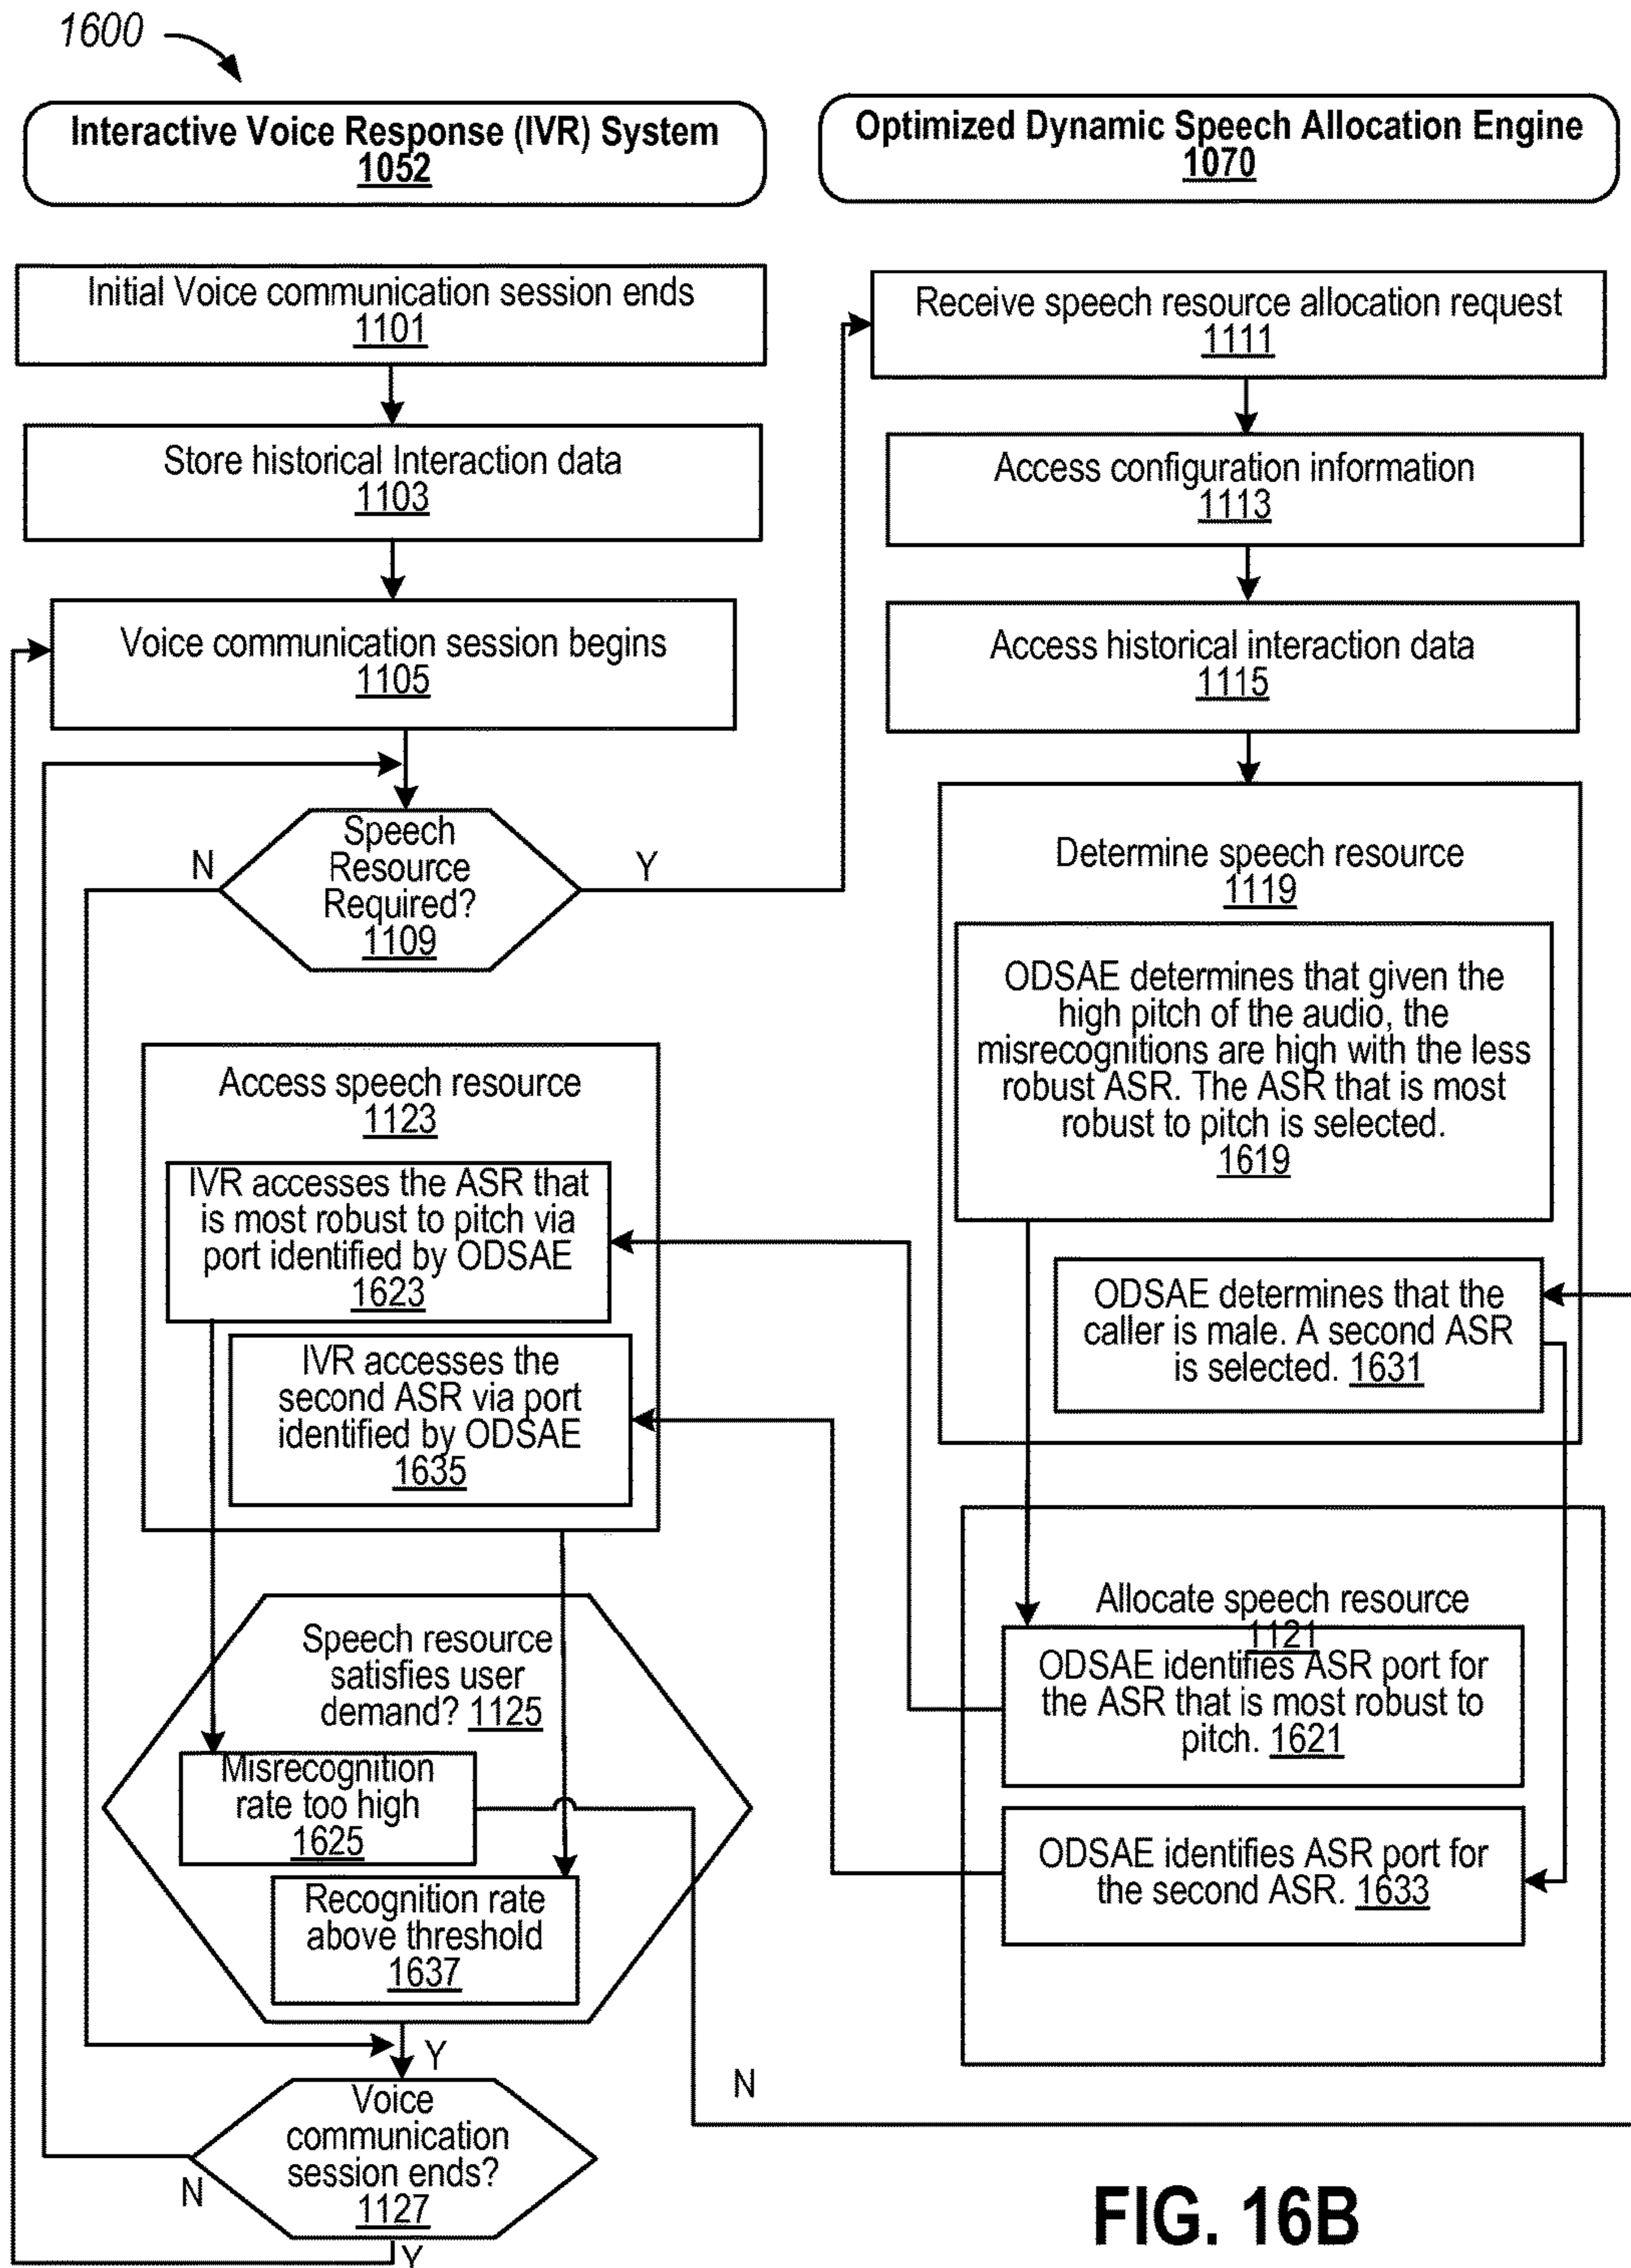 1600
Interactive Voice Response (IVR) System
1052
Optimized Dynamic Speech Allocation Engine
1070
Initial Voice communication session ends
1101
Store historical Interaction data
1103
Voice communication session begins
1105
Speech
Resource
Required?
1109
N
Y
Receive speech resource allocation request
1111
Access configuration information
1113
Access historical interaction data
1115
Determine speech resource
1119
ODSAE determines that given the
high pitch of the audio, the
misrecognitions are high with the less
robust ASR. The ASR that is most
robust to pitch is selected.
1619
ODSAE determines that the
caller is male. A second ASR
is selected. 1631
Access speech resource
1123
IVR accesses the ASR that
is most robust to pitch via
port identified by ODSAE
1623
IVR accesses the
second ASR via port
identified by ODSAE
1635
Allocate speech resource
1121
ODSAE identifies ASR port for
the ASR that is most robust to
pitch. 1621
ODSAE identifies ASR port for
the second ASR. 1633
Speech resource
satisfies user
demand? 1125
Misrecognition
rate too high
1625
Recognition rate
above threshold
1637
Y
N
Voice
communication
session ends?
1127
N
Y
FIG. 16B